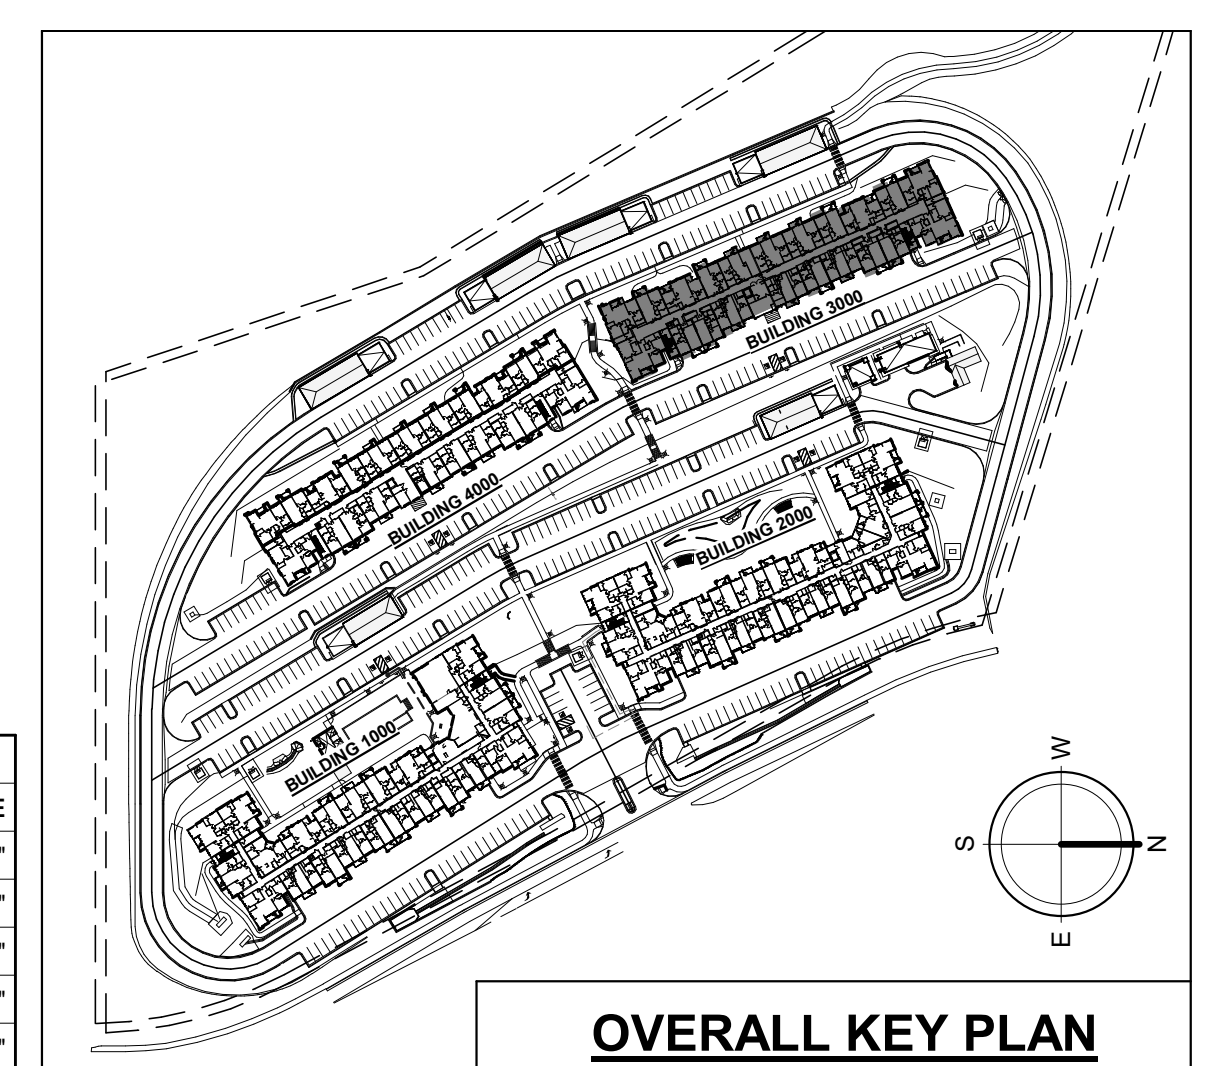 BUILDING 3000
BUILDING 4000
BUILDING 2000
BUILDING 1000
W
S
N
E
E
"
"
"
"
"
OVERALL KEY PLAN